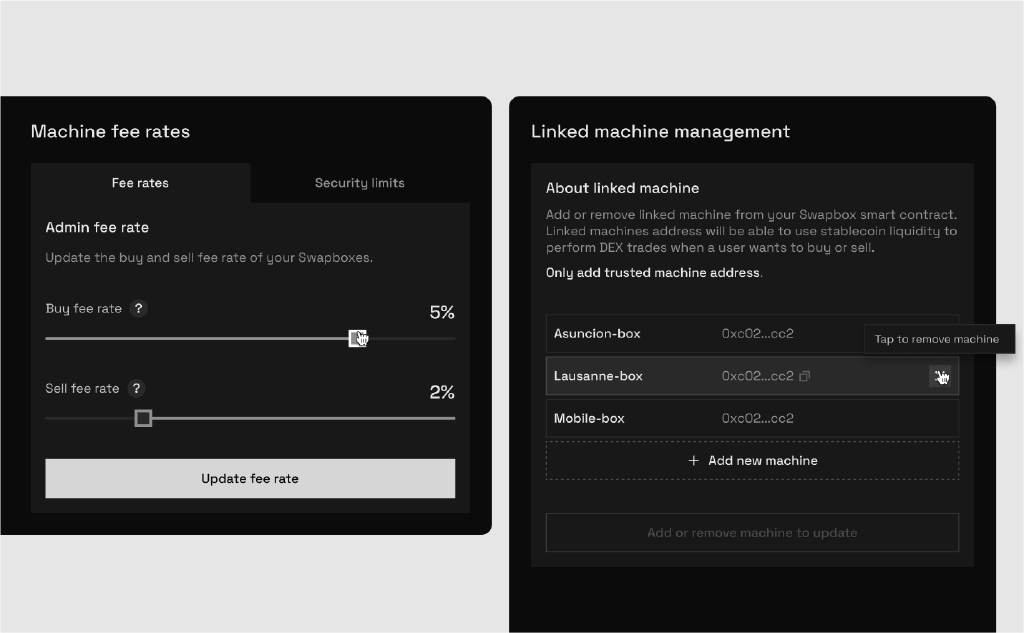 Machine fee rates
Fee rates
Security limits
Admin fee rate
Update the buy and sell fee rate of your Swapboxes.
Buy fee rate ?
5%
Sell fee rate ?
2%
Update fee rate
Linked machine management
About linked machine
Add or remove linked machine from your Swapbox smart contract.
Linked machines address will be able to use stablecoin liquidity to
perform DEX trades when a user wants to buy or sell.
Only add trusted machine address.
Asuncion-box 0xc02...cc2
Tap to remove machine
Lausanne-box 0xc02...cc2
Mobile-box 0xc02...cc2
+ Add new machine
Add or remove machine to update